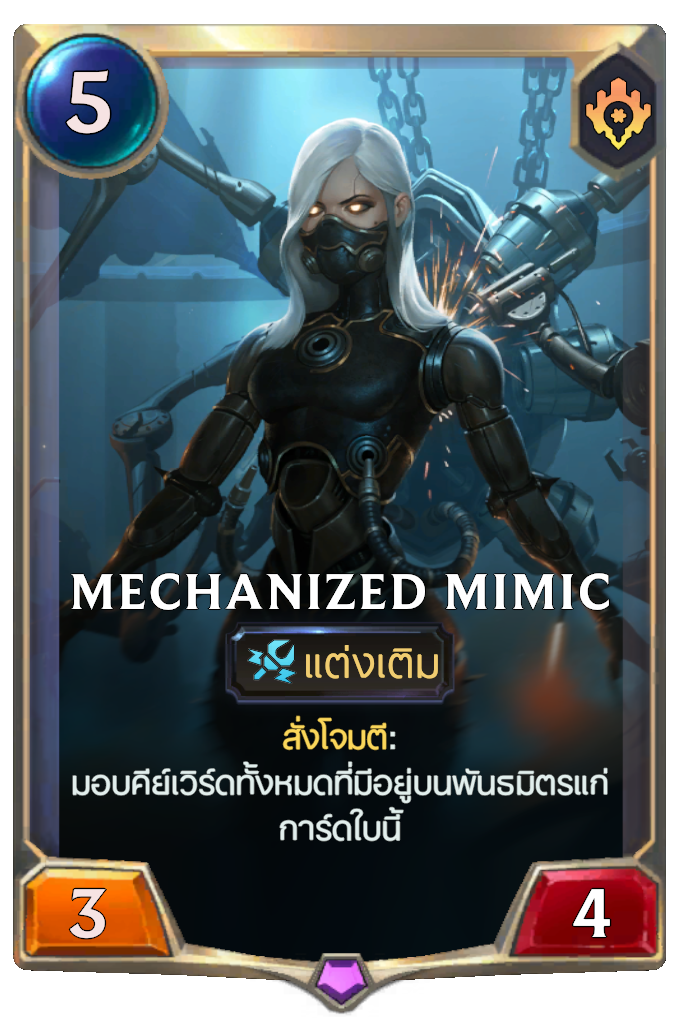 5
MECHANIZED MIMIC
แต่งเติม
สั่งโจมตี:
มอบคีย์เวิร์ดทั้งหมดที่มีอยู่บนพันธมิตรแก่
การ์ดใบนี้
3
4